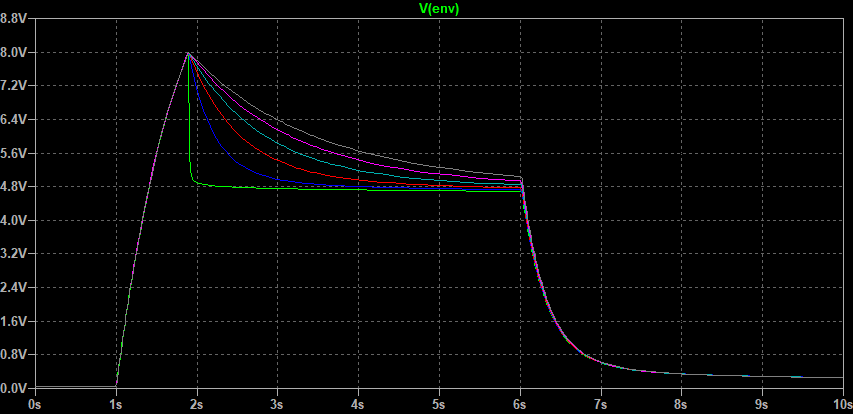 V(env)
8.8V
8.0V
7.2V
6.4V
5.6V
4.8V
4.0V
3.2V
2.4V
1.6V
0.8V
0.0V
0s 1s 2s 3s 4s 5s 6s 7s 8s 9s 10s